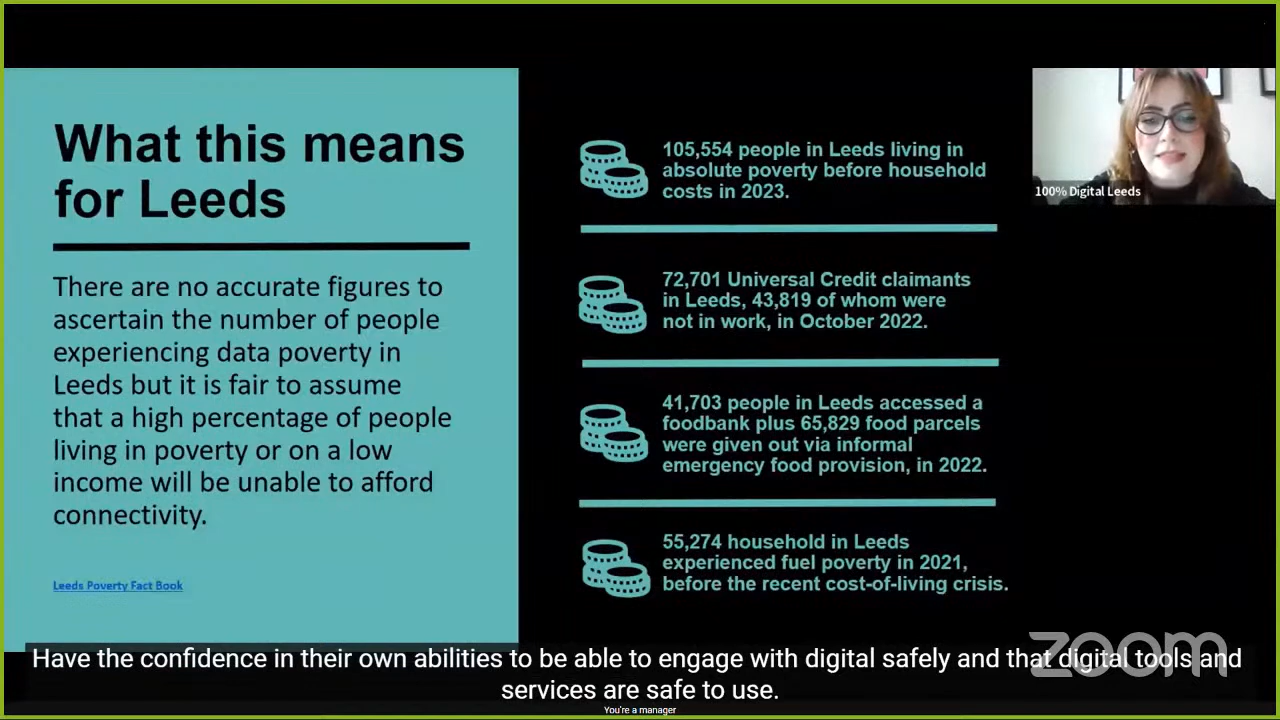 What this means
for Leeds
There are no accurate figures to
ascertain the number of people
experiencing data poverty in
Leeds but it is fair to assume
that a high percentage of people
living in poverty or on a low
income will be unable to afford
connectivity.
Leeds Poverty Fact Book
105,554 people in Leeds living in
absolute poverty before household
costs in 2023.
72,701 Universal Credit claimants
in Leeds, 43,819 of whom were
not in work, in October 2022.
41,703 people in Leeds accessed a
foodbank plus 65,829 food parcels
were given out via informal
emergency food provision, in 2022.
55,274 household in Leeds
experienced fuel poverty in 2021,
before the recent cost-of-living crisis.
100% Digital Leeds
zoom
Have the confidence in their own abilities to be able to engage with digital safely and that digital tools and
services are safe to use.
You're a manager